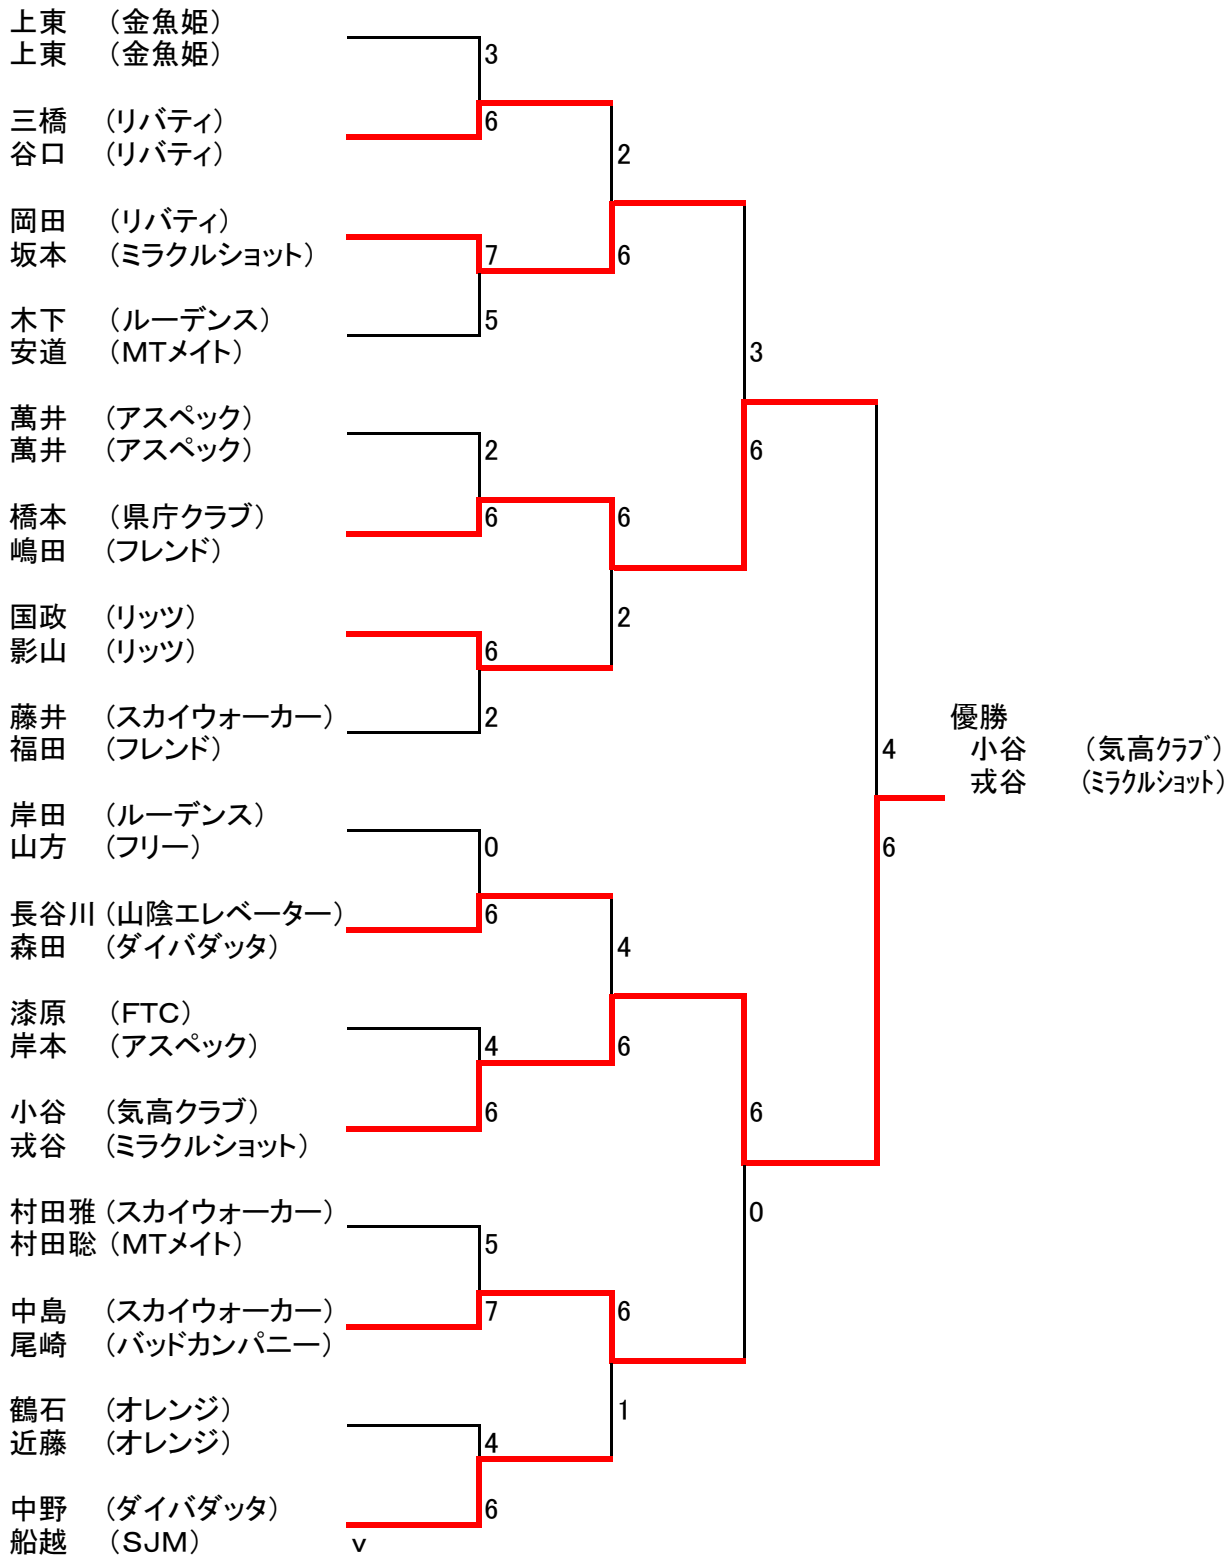 上東 （金魚姫）
上東 （金魚姫）
3
三橋 （リバティ）
6
谷口 （リバティ）
2
岡田 （リバティ）
坂本 （ミラクルショット）
7
6
木下 （ルーデンス）
5
安道 （MTメイト）
3
萬井 （アスペック）
萬井 （アスペック）
2
6
橋本 （県庁クラブ）
6
6
嶋田 （フレンド）
国政 （リッツ）
2
影山 （リッツ）
6
藤井 （スカイウォーカー）
2
優勝
福田 （フレンド）
4
小谷 （気高クラブ）
戎谷 （ミラクルショット）
岸田 （ルーデンス）
山方 （フリー）
0
6
長谷川（山陰エレベーター）
6
森田 （ダイバダッタ）
4
漆原 （FTC）
岸本 （アスペック）
4
6
小谷 （気高クラブ）
6
6
戎谷 （ミラクルショット）
村田雅（スカイウォーカー）
0
村田聡（MTメイト）
5
中島 （スカイウォーカー）
7
6
尾崎 （バッドカンパニー）
鶴石 （オレンジ）
1
近藤 （オレンジ）
4
中野 （ダイバダッタ）
6
船越 （SJM）
v